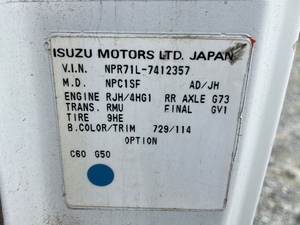 ISUZU MOTORS LTD. JAPAN
V.I.N. NPR71L-7412357
M.D. NPC1SF AD/JH
ENGINE RJH/4HG1 RR AXLE G73
TRANS. RMU FINAL GV1
TIRE 9HE
B.COLOR/TRIM 729/114
OPTION
C60 G50